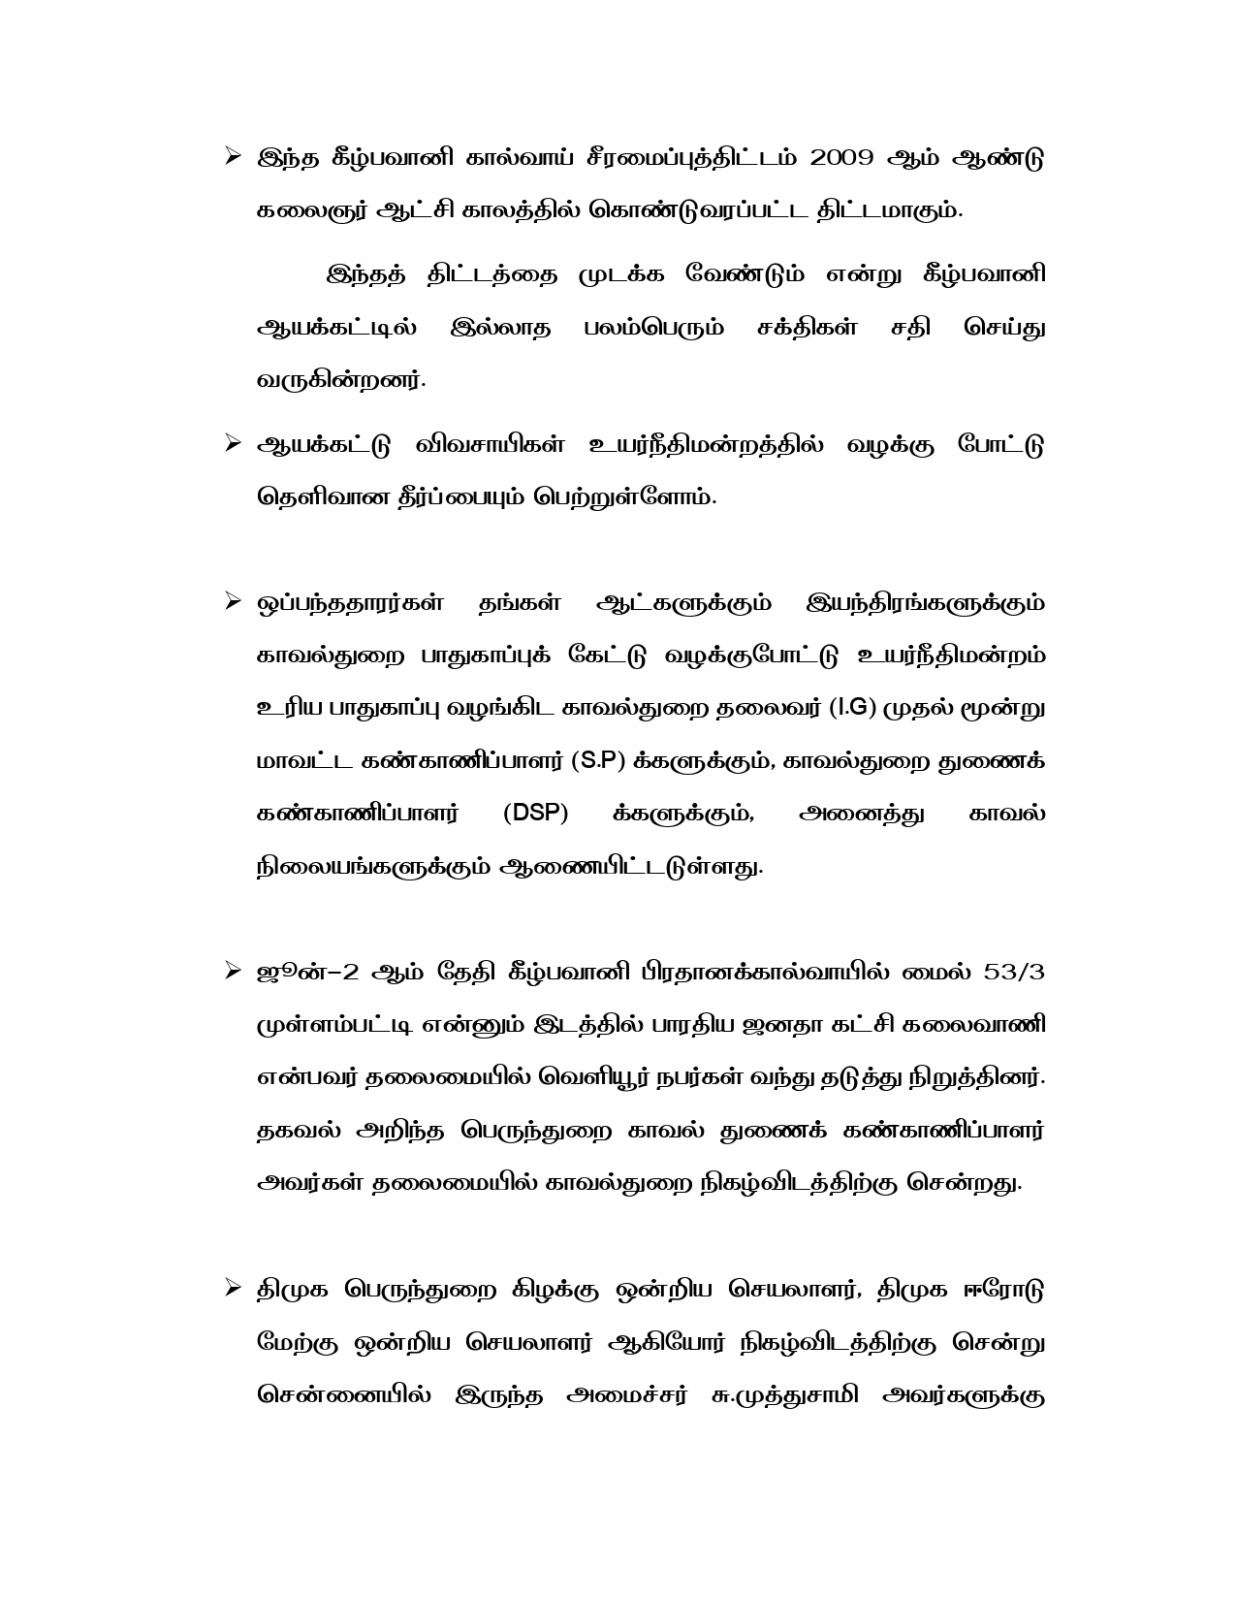 ➢ இந்த கீழ்பவானி கால்வாய் சீரமைப்புத்திட்டம் 2009 ஆம் ஆண்டு
கலைஞர் ஆட்சி காலத்தில் கொண்டுவரப்பட்ட திட்டமாகும்.
இந்தத் திட்டத்தை முடக்க வேண்டும் என்று கீழ்பவானி
ஆயக்கட்டில் இல்லாத பலம்பெரும் சக்திகள் சதி செய்து
வருகின்றனர்.
➢ ஆயக்கட்டு விவசாயிகள் உயர்நீதிமன்றத்தில் வழக்கு போட்டு
தெளிவான தீர்ப்பையும் பெற்றுள்ளோம்.
➢ ஒப்பந்ததாரர்கள் தங்கள் ஆட்களுக்கும் இயந்திரங்களுக்கும்
காவல்துறை பாதுகாப்புக் கேட்டு வழக்குபோட்டு உயர்நீதிமன்றம்
உரிய பாதுகாப்பு வழங்கிட காவல்துறை தலைவர் (I.G) முதல் மூன்று
மாவட்ட கண்காணிப்பாளர் (S.P) க்களுக்கும், காவல்துறை துணைக்
கண்காணிப்பாளர் (DSP) க்களுக்கும், அனைத்து காவல்
நிலையங்களுக்கும் ஆணையிட்டடுள்ளது.
➢ ஜூன்-2 ஆம் தேதி கீழ்பவானி பிரதானக்கால்வாயில் மைல் 53/3
முள்ளம்பட்டி என்னும் இடத்தில் பாரதிய ஜனதா கட்சி கலைவாணி
என்பவர் தலைமையில் வெளியூர் நபர்கள் வந்து தடுத்து நிறுத்தினர்.
தகவல் அறிந்த பெருந்துறை காவல் துணைக் கண்காணிப்பாளர்
அவர்கள் தலைமையில் காவல்துறை நிகழ்விடத்திற்கு சென்றது.
➢ திமுக பெருந்துறை கிழக்கு ஒன்றிய செயலாளர், திமுக ஈரோடு
மேற்கு ஒன்றிய செயலாளர் ஆகியோர் நிகழ்விடத்திற்கு சென்று
சென்னையில் இருந்த அமைச்சர் சு.முத்துசாமி அவர்களுக்கு